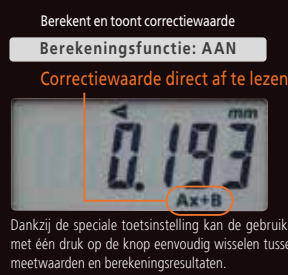 Berekent en toont correctiewaarde
Berekeningsfunctie: AAN
Correctiewaarde direct af te lezen
mm
0.193
Ax+B
Dankzij de speciale toetsinstelling kan de gebruik
met één druk op de knop eenvoudig wisselen tusse
meetwaarden en berekeningsresultaten.